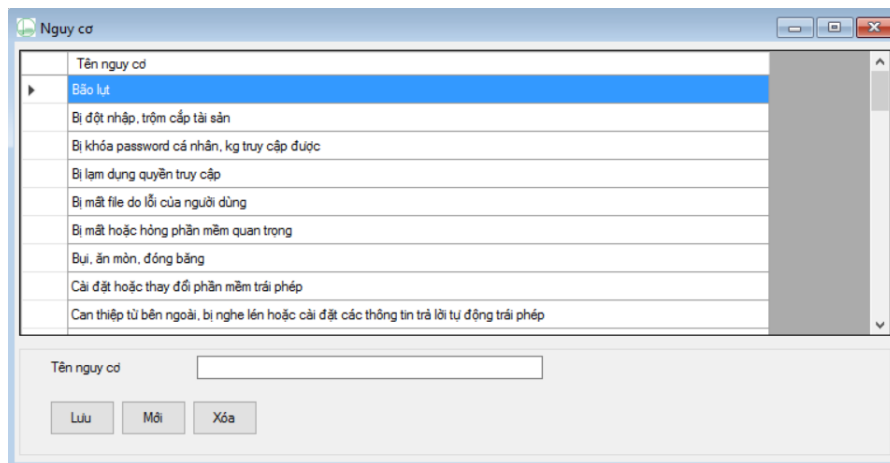 Nguy cơ
Tên nguy cơ
Bão lụt
Bị đột nhập, trộm cắp tài sản
Bị khóa password cá nhân, kg truy cập được
Bị lạm dụng quyền truy cập
Bị mất file do lỗi của người dùng
Bị mất hoặc hỏng phần mềm quan trọng
Bụi, ăn mòn, đóng băng
Cài đặt hoặc thay đổi phần mềm trái phép
Can thiệp từ bên ngoài, bị nghe lén hoặc cài đặt các thông tin trả lời tự động trái phép
Tên nguy cơ
Lưu Mới Xóa